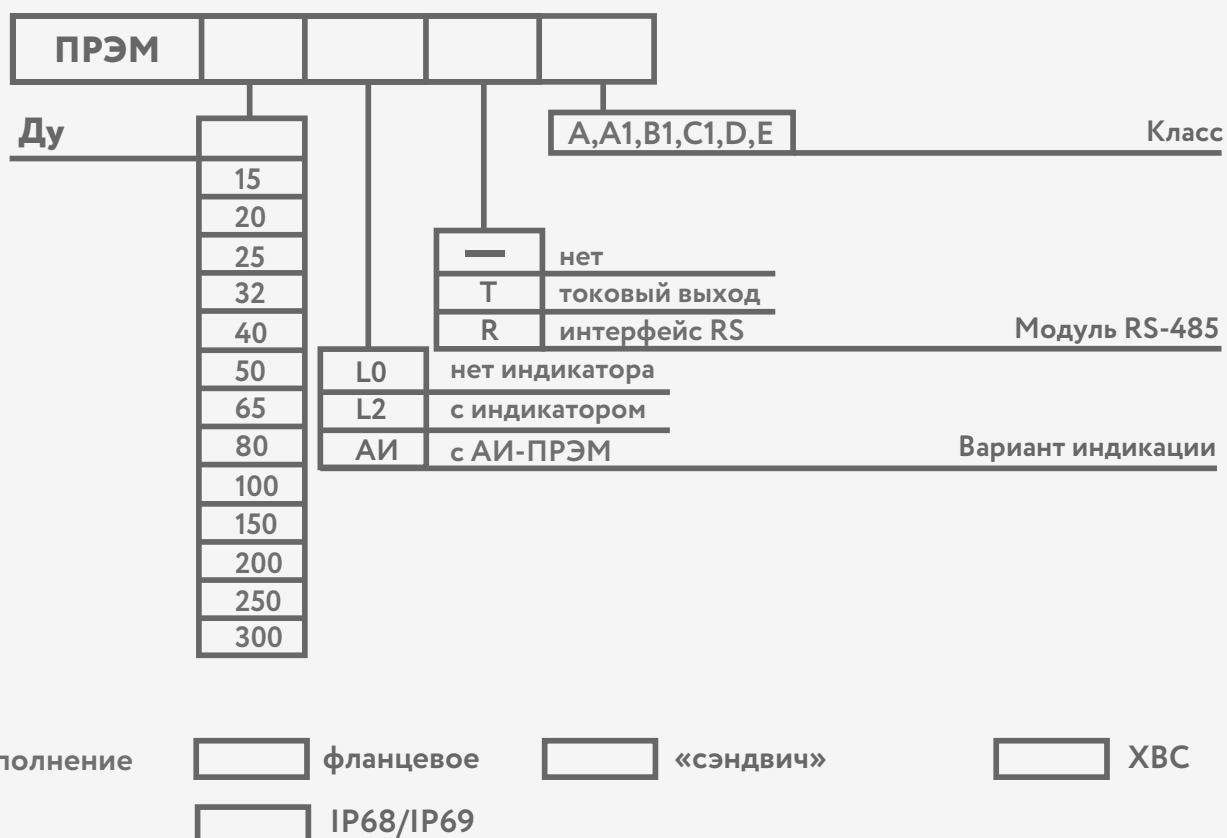 ПРЭМ
Ду
A,A1,B1,C1,D,E Класс
15
20
25
32
40
50
65
80
100
150
200
250
300
— нет
T токовый выход
R интерфейс RS Модуль RS-485
L0 нет индикатора
L2 с индикатором
АИ с АИ-ПРЭМ Вариант индикации
полнение фланцевое «сэндвич» ХВС
IP68/IP69